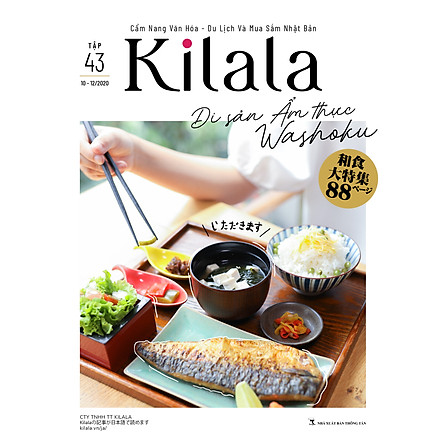 Cẩm Nang Văn Hóa - Du Lịch Và Mua Sắm Nhật Bản
TẬP
43
10 - 12/2020
Kilala
Di sản Ẩm thực
Washoku
和食
大特集
88ページ
いただきます
CTY TNHH TT KILALA
Kilalaの記事が日本語で読めます
kilala.vn/ja/
NHÀ XUẤT BẢN THÔNG TẤN